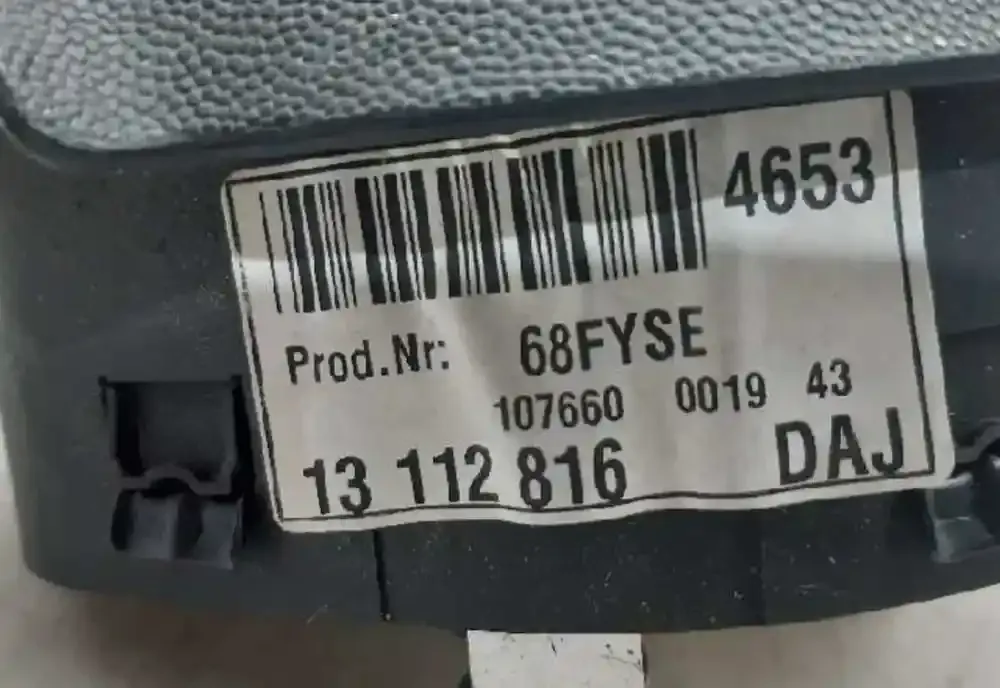 4653
Prod.Nr: 68FYSE
107660 0019 43
13 112 816 DAJ